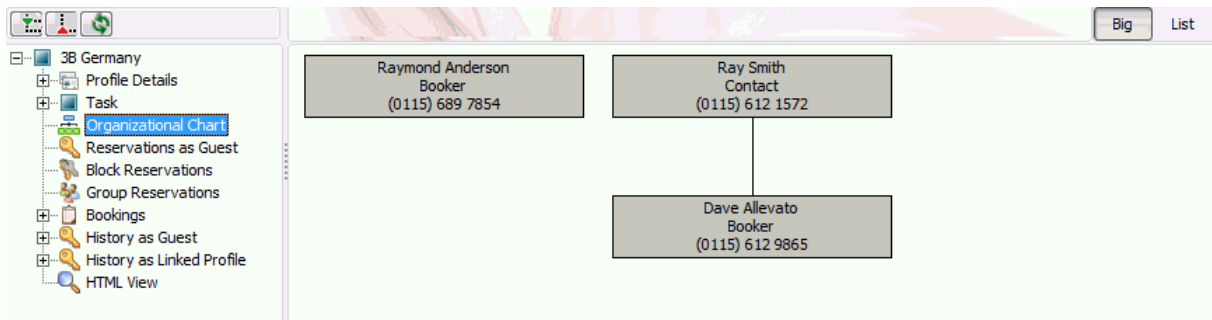 Big List
3B Germany
Profile Details
Task
Organizational Chart
Reservations as Guest
Block Reservations
Group Reservations
Bookings
History as Guest
History as Linked Profile
HTML View
Raymond Anderson
Booker
(0115) 689 7854
Ray Smith
Contact
(0115) 612 1572
Dave Allevato
Booker
(0115) 612 9865